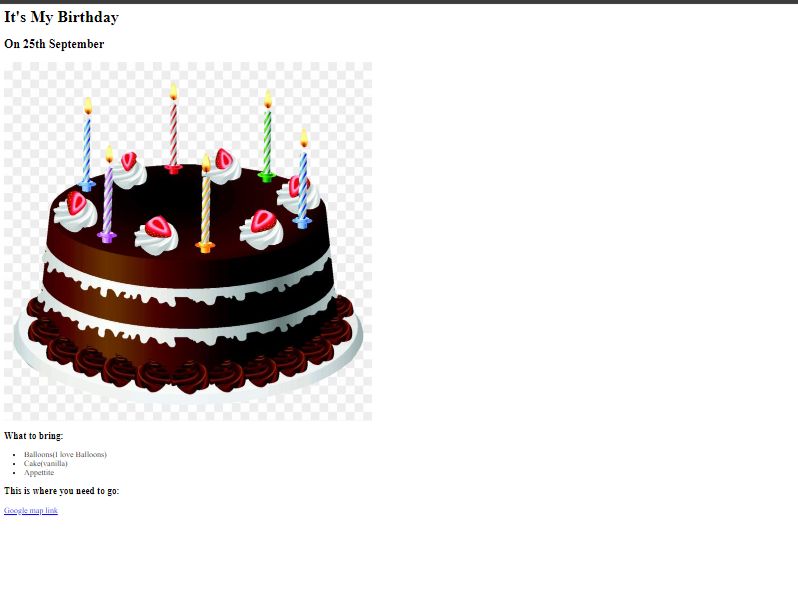 It's My Birthday
On 25th September
What to bring:
Balloons(I love Balloons)
Cake(vanilla)
Appettite
This is where you need to go:
Google map link